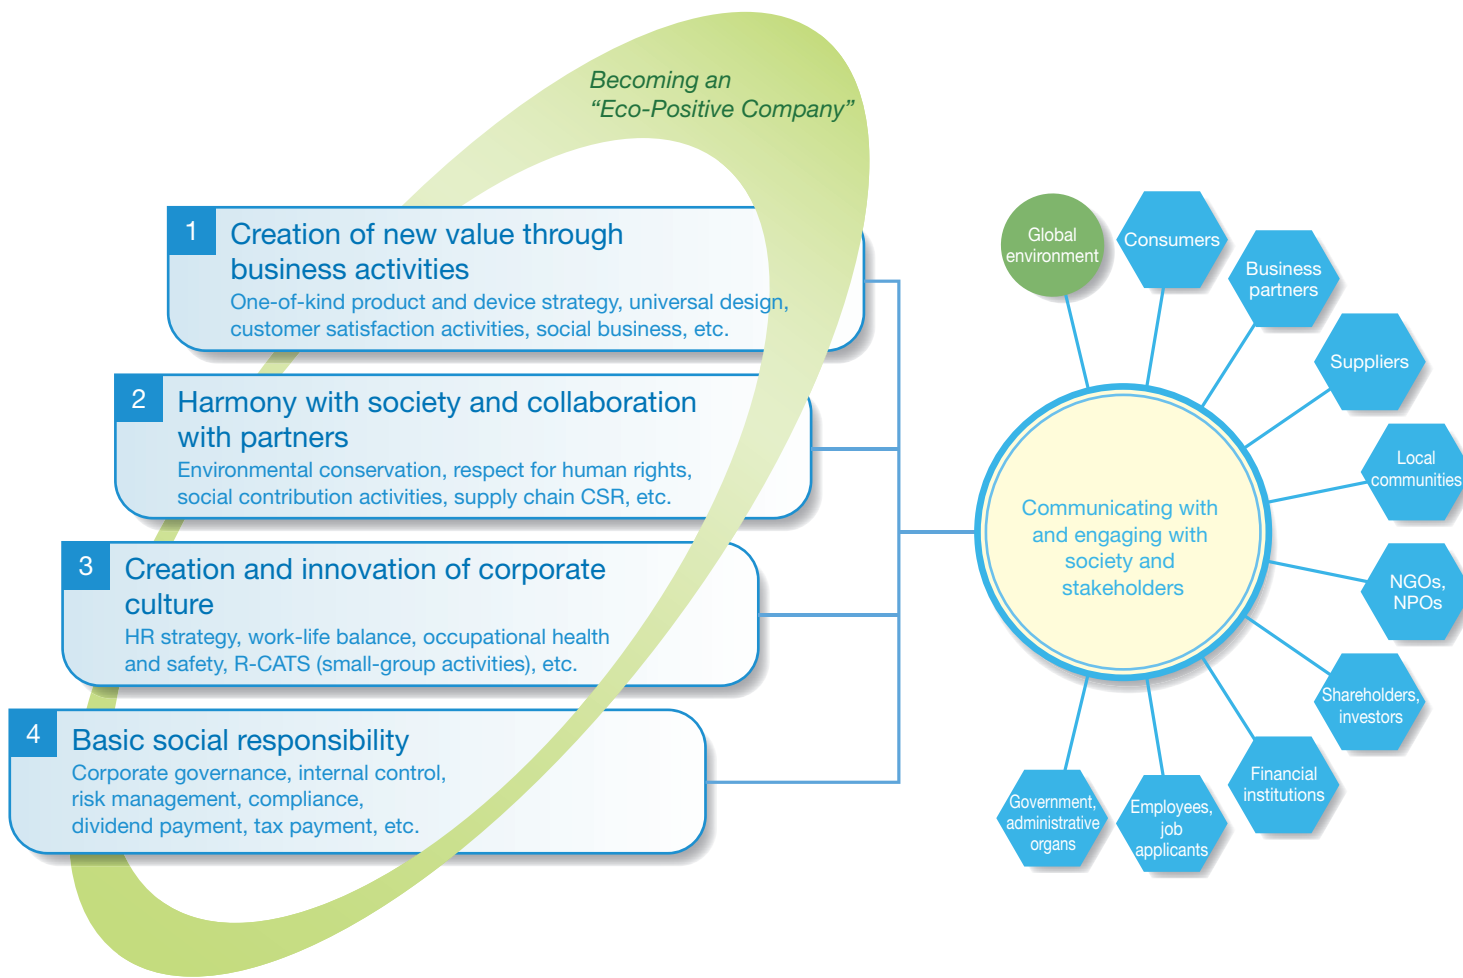 Becoming an
“Eco-Positive Company”
1
Creation of new value through
business activities
One-of-kind product and device strategy, universal design,
customer satisfaction activities, social business, etc.
2
Harmony with society and collaboration
with partners
Environmental conservation, respect for human rights,
social contribution activities, supply chain CSR, etc.
3
Creation and innovation of corporate
culture
HR strategy, work-life balance, occupational health
and safety, R-CATS (small-group activities), etc.
4
Basic social responsibility
Corporate governance, internal control,
risk management, compliance,
dividend payment, tax payment, etc.
Communicating with
and engaging with
society and
stakeholders
Global
environment
Consumers
Business
partners
Suppliers
Local
communities
NGOs,
NPOs
Shareholders,
investors
Financial
institutions
Employees,
job
applicants
Government,
administrative
organs